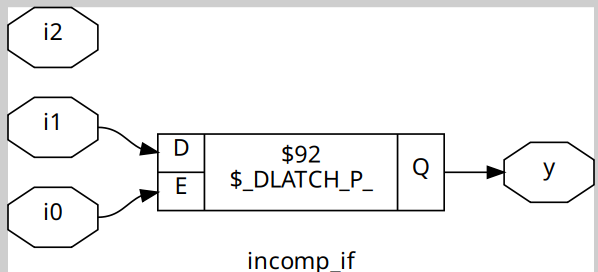 i2
i1
i0
D
E
$92
$_DLATCH_P_
Q
y
incomp_if